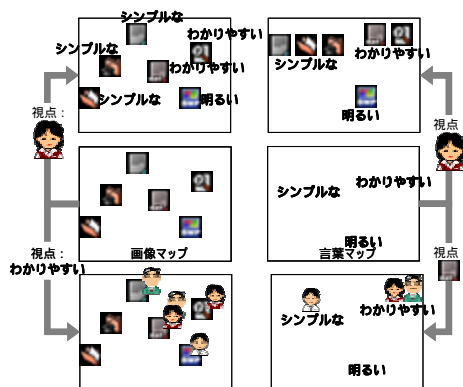 シンプルな
シンプルな
わかりやすい
わかりやすい
シンプルな
明るい
シンプルな
わかりやすい
明るい
視点：
視点
画像マップ
シンプルな
わかりやすい
明るい
言葉マップ
視点：
わかりやすい
視点
シンプルな
わかりやすい
明るい